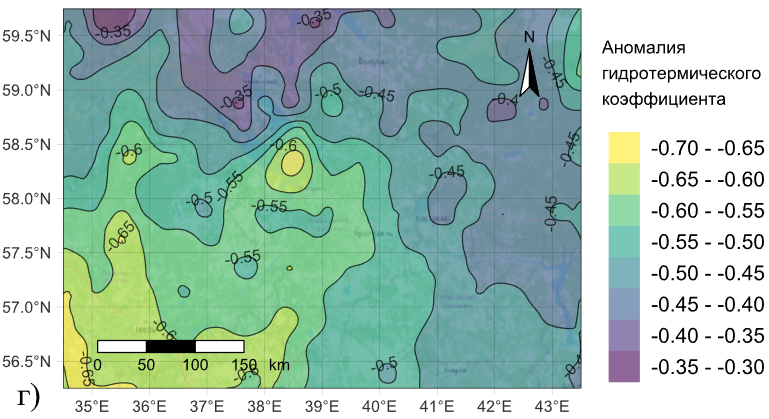 59.5°N
59.0°N
58.5°N
58.0°N
57.5°N
57.0°N
56.5°N
-0.35
-0.35
N
-0.45
-0.35
-0.5
-0.45
0.4
-0.6
-0.6
-0.45
-0.45
-0.5
-0.55
-0.55
-0.45
-0.65
-0.55
-0.6
-0.5
0 50 100 150 km
35°E 36°E 37°E 38°E 39°E 40°E 41°E 42°E 43°E
г)
Аномалия
гидротермического
коэффициента
-0.70 - -0.65
-0.65 - -0.60
-0.60 - -0.55
-0.55 - -0.50
-0.50 - -0.45
-0.45 - -0.40
-0.40 - -0.35
-0.35 - -0.30